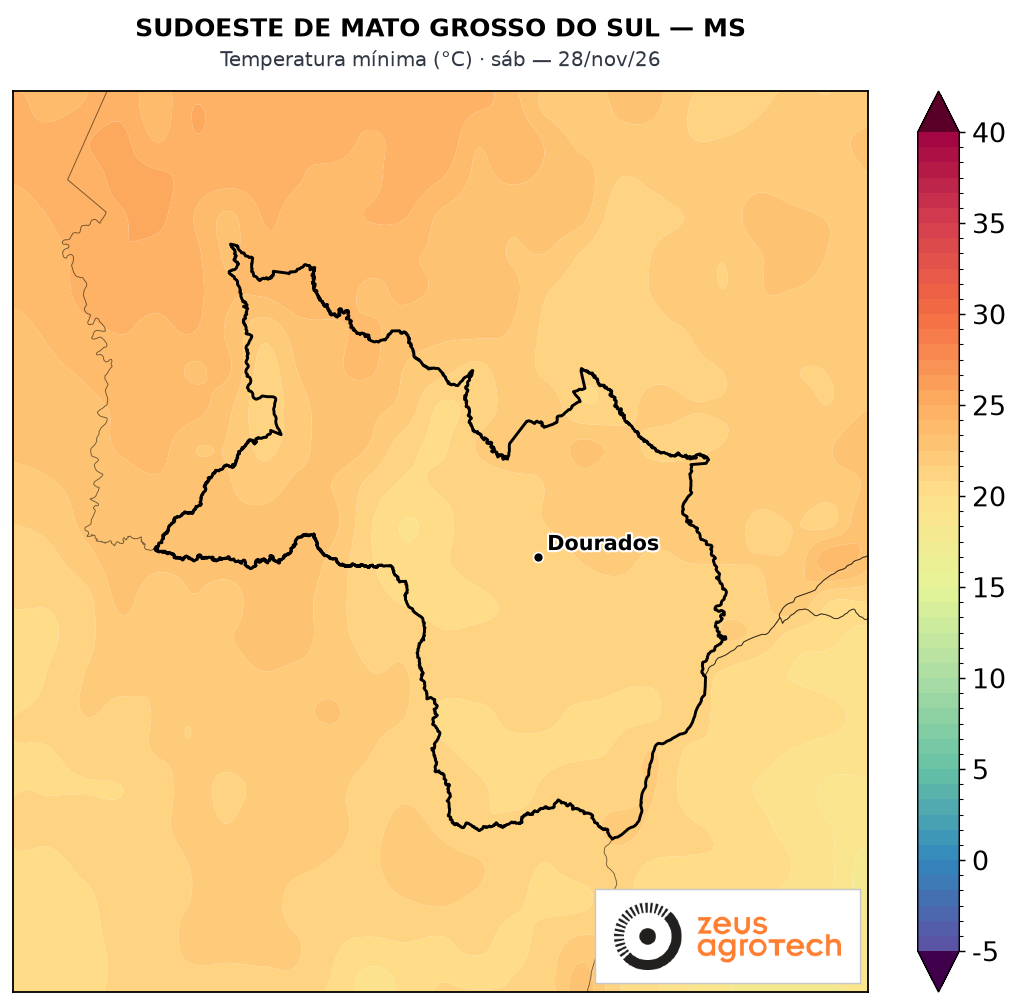 SUDOESTE DE MATO GROSSO DO SUL — MS
Temperatura mínima (°C) · sáb — 28/nov/26
40
35
30
25
20
15
10
5
0
-5
Dourados
zeus
agrotech